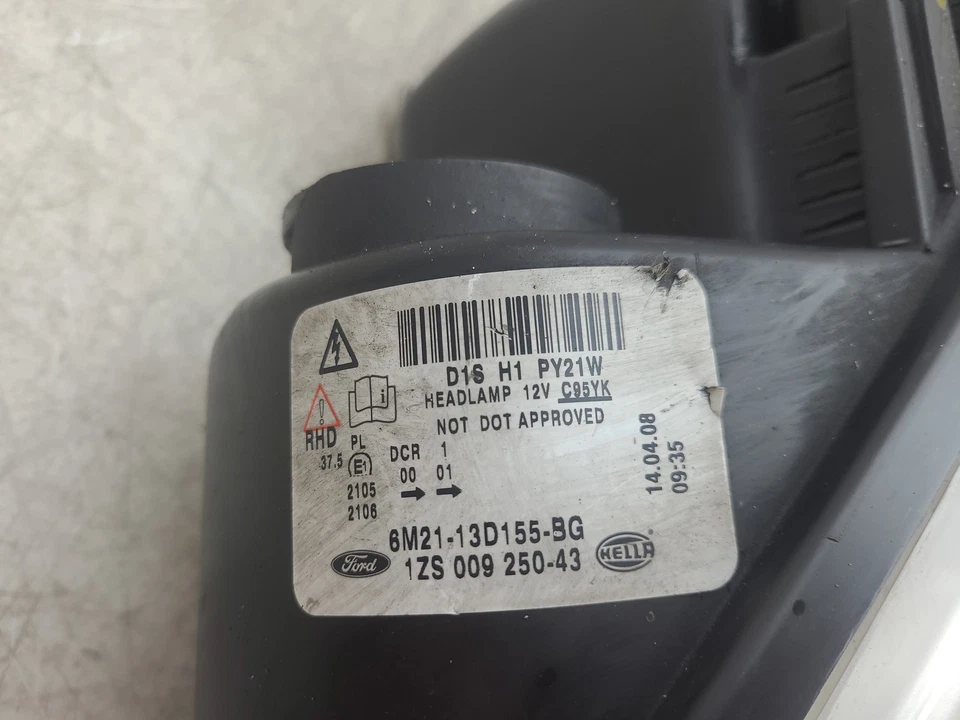 D1S H1 PY21W
HEADLAMP 12V C95YK
NOT DOT APPROVED
RHD PL DCR 1
37.5 E1 00 01
2105
2106
6M21-13D155-BG
Ford 1ZS 009 250-43 HELLA
14.04.08
09:35